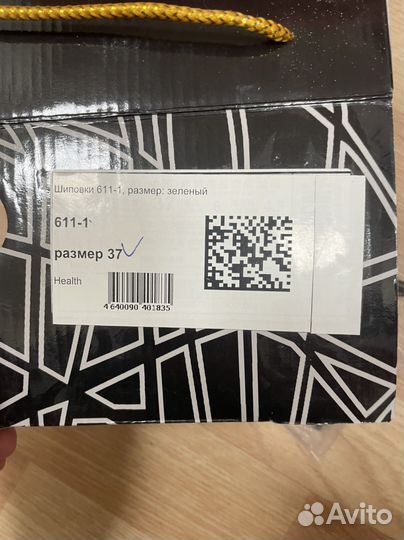 Шиповки 611-1, размер: зеленый
611-1
размер 37
Health
4 640090 401835
Avito